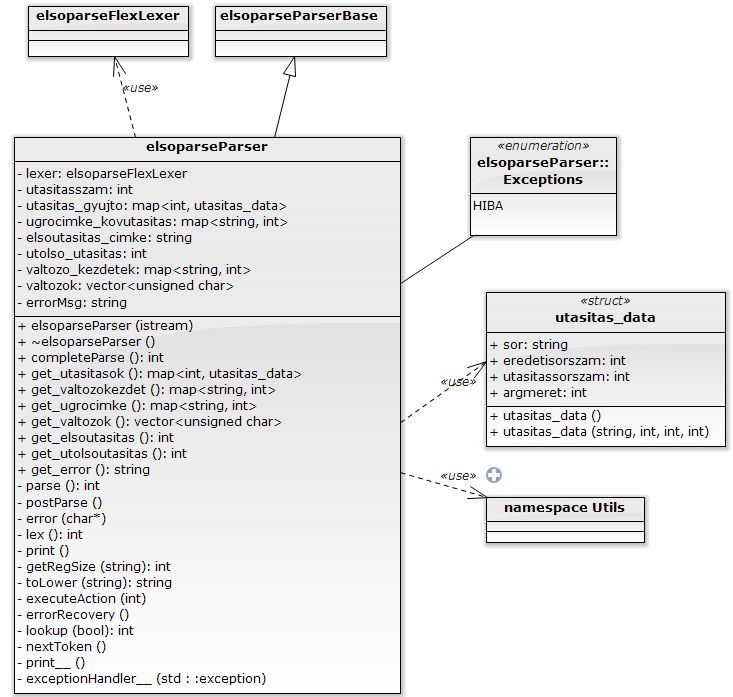 elsoparseFlexLexer
elsoparseParserBase
«use»
elsoparseParser
- lexer: elsoparseFlexLexer
- utasitasszam: int
- utasitas_gyujto: map<int, utasitas_data>
- ugrocimke_kovutasitas: map<string, int>
- elsoutasitas_cimke: string
- utolso_utasitas: int
- valtozo_kezdetek: map<string, int>
- valtozok: vector<unsigned char>
- errorMsg: string
+ elsoparseParser (istream)
+ ~elsoparseParser ()
+ completeParse (): int
+ get_utasitasok (): map<int, utasitas_data>
+ get_valtozokezdet (): map<string, int>
+ get_ugrocimke (): map<string, int>
+ get_valtozok (): vector<unsigned char>
+ get_elsoutasitas (): int
+ get_utolsoutasitas (): int
+ get_error (): string
- parse (): int
- postParse ()
- error (char*)
- lex (): int
- print ()
- getRegSize (string): int
- toLower (string): string
- executeAction (int)
- errorRecovery ()
- lookup (bool): int
- nextToken ()
- print__ ()
- exceptionHandler__ (std : :exception)
«enumeration»
elsoparseParser::
Exceptions
HIBA
«struct»
utasitas_data
+ sor: string
+ eredetisorszam: int
+ utasitassorszam: int
+ argmeret: int
+ utasitas_data ()
+ utasitas_data (string, int, int, int)
«use»
«use»
namespace Utils